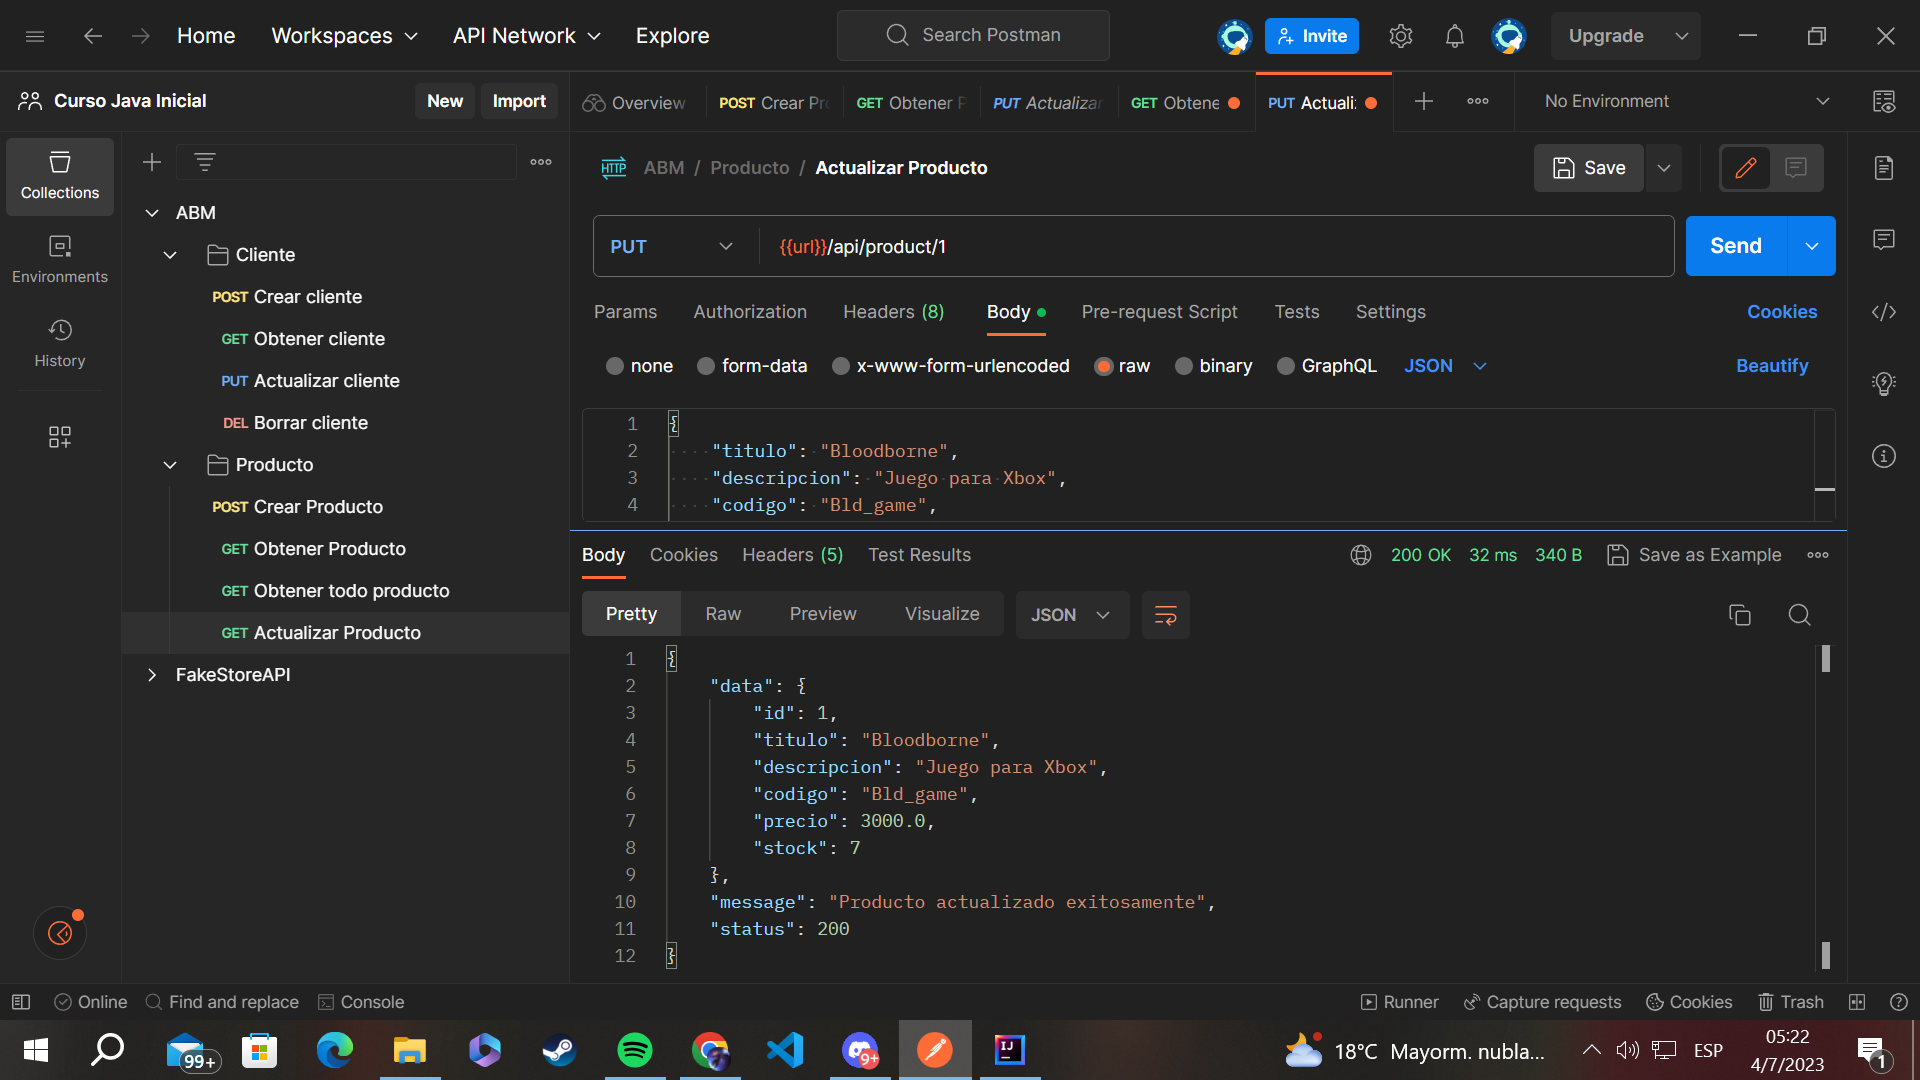 Home Workspaces API Network Explore Search Postman Invite Upgrade
Curso Java Inicial New Import
Overview POST Crear Pro GET Obtener P PUT Actualizar GET Obtene PUT Actuali: No Environment
Collections
Environments
History
ABM
Cliente
POST Crear cliente
GET Obtener cliente
PUT Actualizar cliente
DEL Borrar cliente
Producto
POST Crear Producto
GET Obtener Producto
GET Obtener todo producto
GET Actualizar Producto
FakeStoreAPI
HTTP ABM / Producto / Actualizar Producto Save
PUT {{url}}/api/product/1 Send
Params Authorization Headers (8) Body Pre-request Script Tests Settings Cookies
none form-data x-www-form-urlencoded raw binary GraphQL JSON Beautify
1 {
2 "titulo": "Bloodborne",
3 "descripcion": "Juego para Xbox",
4 "codigo": "Bld_game",
Body Cookies Headers (5) Test Results 200 OK 32 ms 340 B Save as Example
Pretty Raw Preview Visualize JSON
1 {
2 "data": {
3 "id": 1,
4 "titulo": "Bloodborne",
5 "descripcion": "Juego para Xbox",
6 "codigo": "Bld_game",
7 "precio": 3000.0,
8 "stock": 7
9 },
10 "message": "Producto actualizado exitosamente",
11 "status": 200
12 }
Online Find and replace Console Runner Capture requests Cookies Trash
99+ 9+ IJ 18°C Mayorm. nubla... ESP 05:22
4/7/2023 1